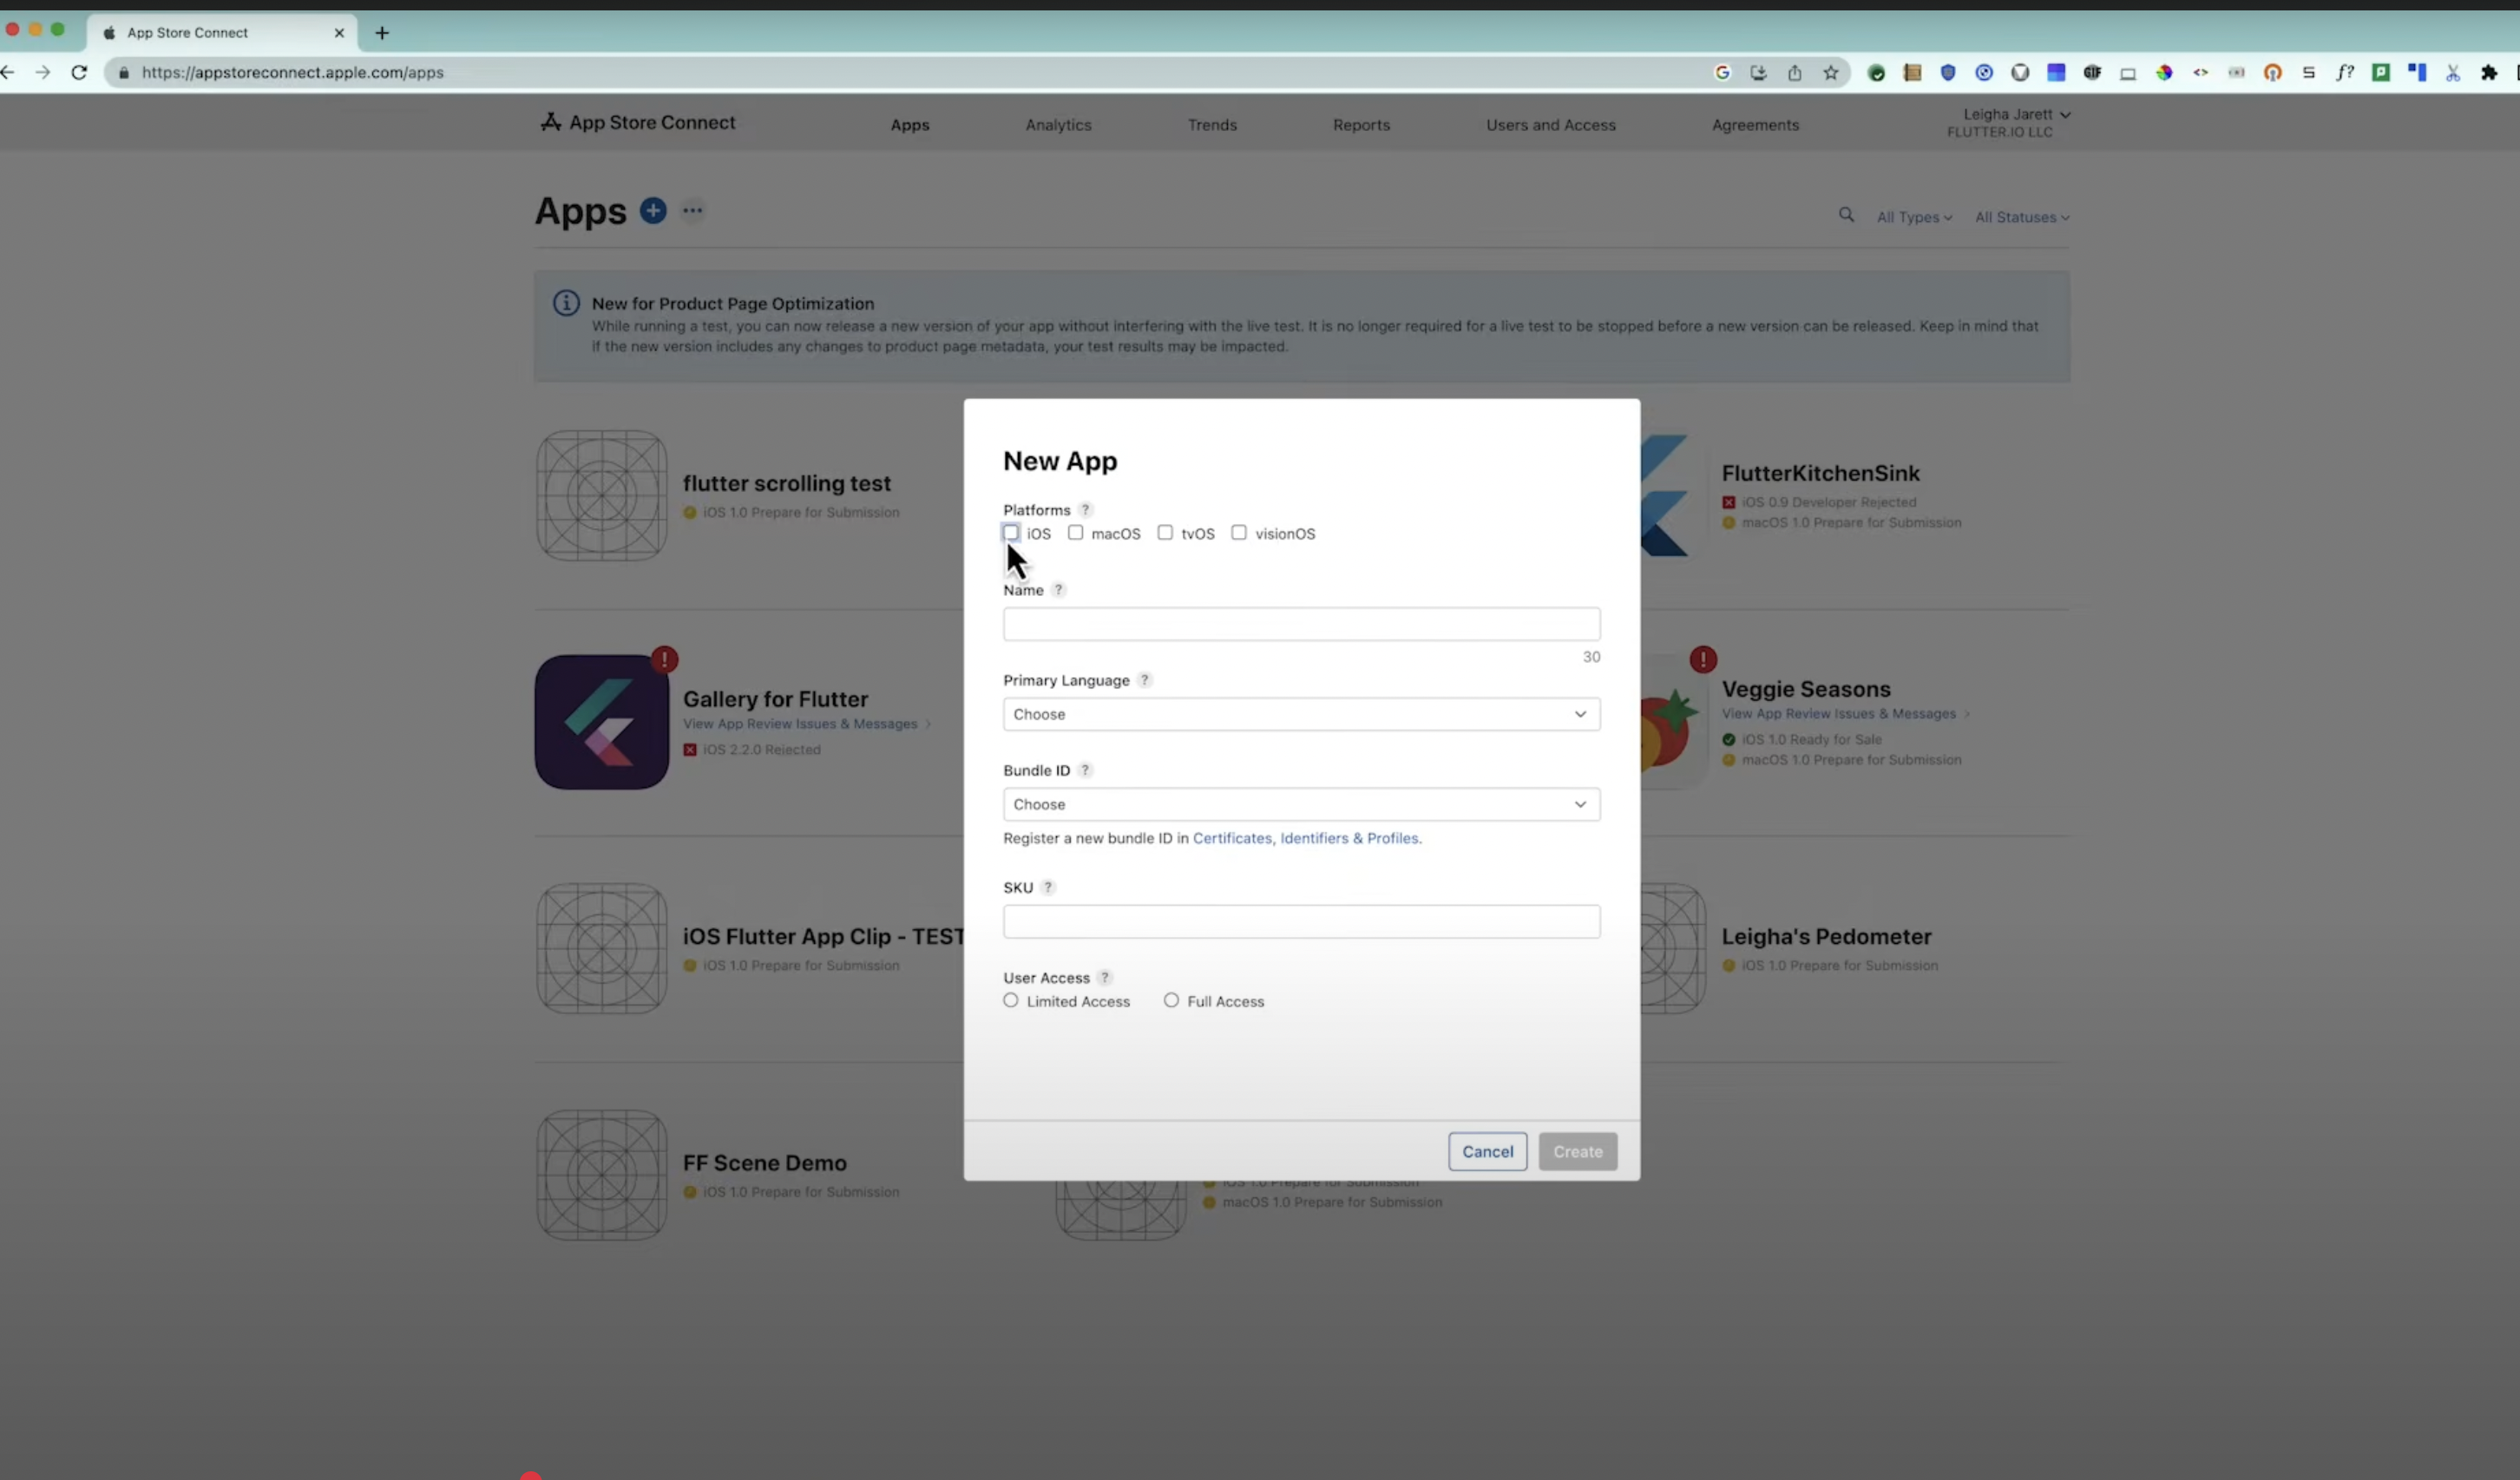 App Store Connect
https://appstoreconnect.apple.com/apps
GIF
App Store Connect
Apps
Analytics
Trends
Reports
Users and Access
Agreements
Leigha Jarett
FLUTTER.IO LLC
Apps
All Types
All Statuses
New for Product Page Optimization
While running a test, you can now release a new version of your app without interfering with the live test. It is no longer required for a live test to be stopped before a new version can be released. Keep in mind that
if the new version includes any changes to product page metadata, your test results may be impacted.
flutter scrolling test
iOS 1.0 Prepare for Submission
FlutterKitchenSink
iOS 0.9 Developer Rejected
macOS 1.0 Prepare for Submission
Gallery for Flutter
View App Review Issues & Messages
iOS 2.2.0 Rejected
Veggie Seasons
View App Review Issues & Messages
iOS 1.0 Ready for Sale
macOS 1.0 Prepare for Submission
iOS Flutter App Clip - TEST
iOS 1.0 Prepare for Submission
Leigha's Pedometer
iOS 1.0 Prepare for Submission
FF Scene Demo
iOS 1.0 Prepare for Submission
iOS 1.0 Prepare for Submission
macOS 1.0 Prepare for Submission
New App
Platforms ?
iOS macOS tvOS visionOS
Name ?
30
Primary Language ?
Choose
Bundle ID ?
Choose
Register a new bundle ID in Certificates, Identifiers & Profiles.
SKU ?
User Access ?
Limited Access Full Access
Cancel Create